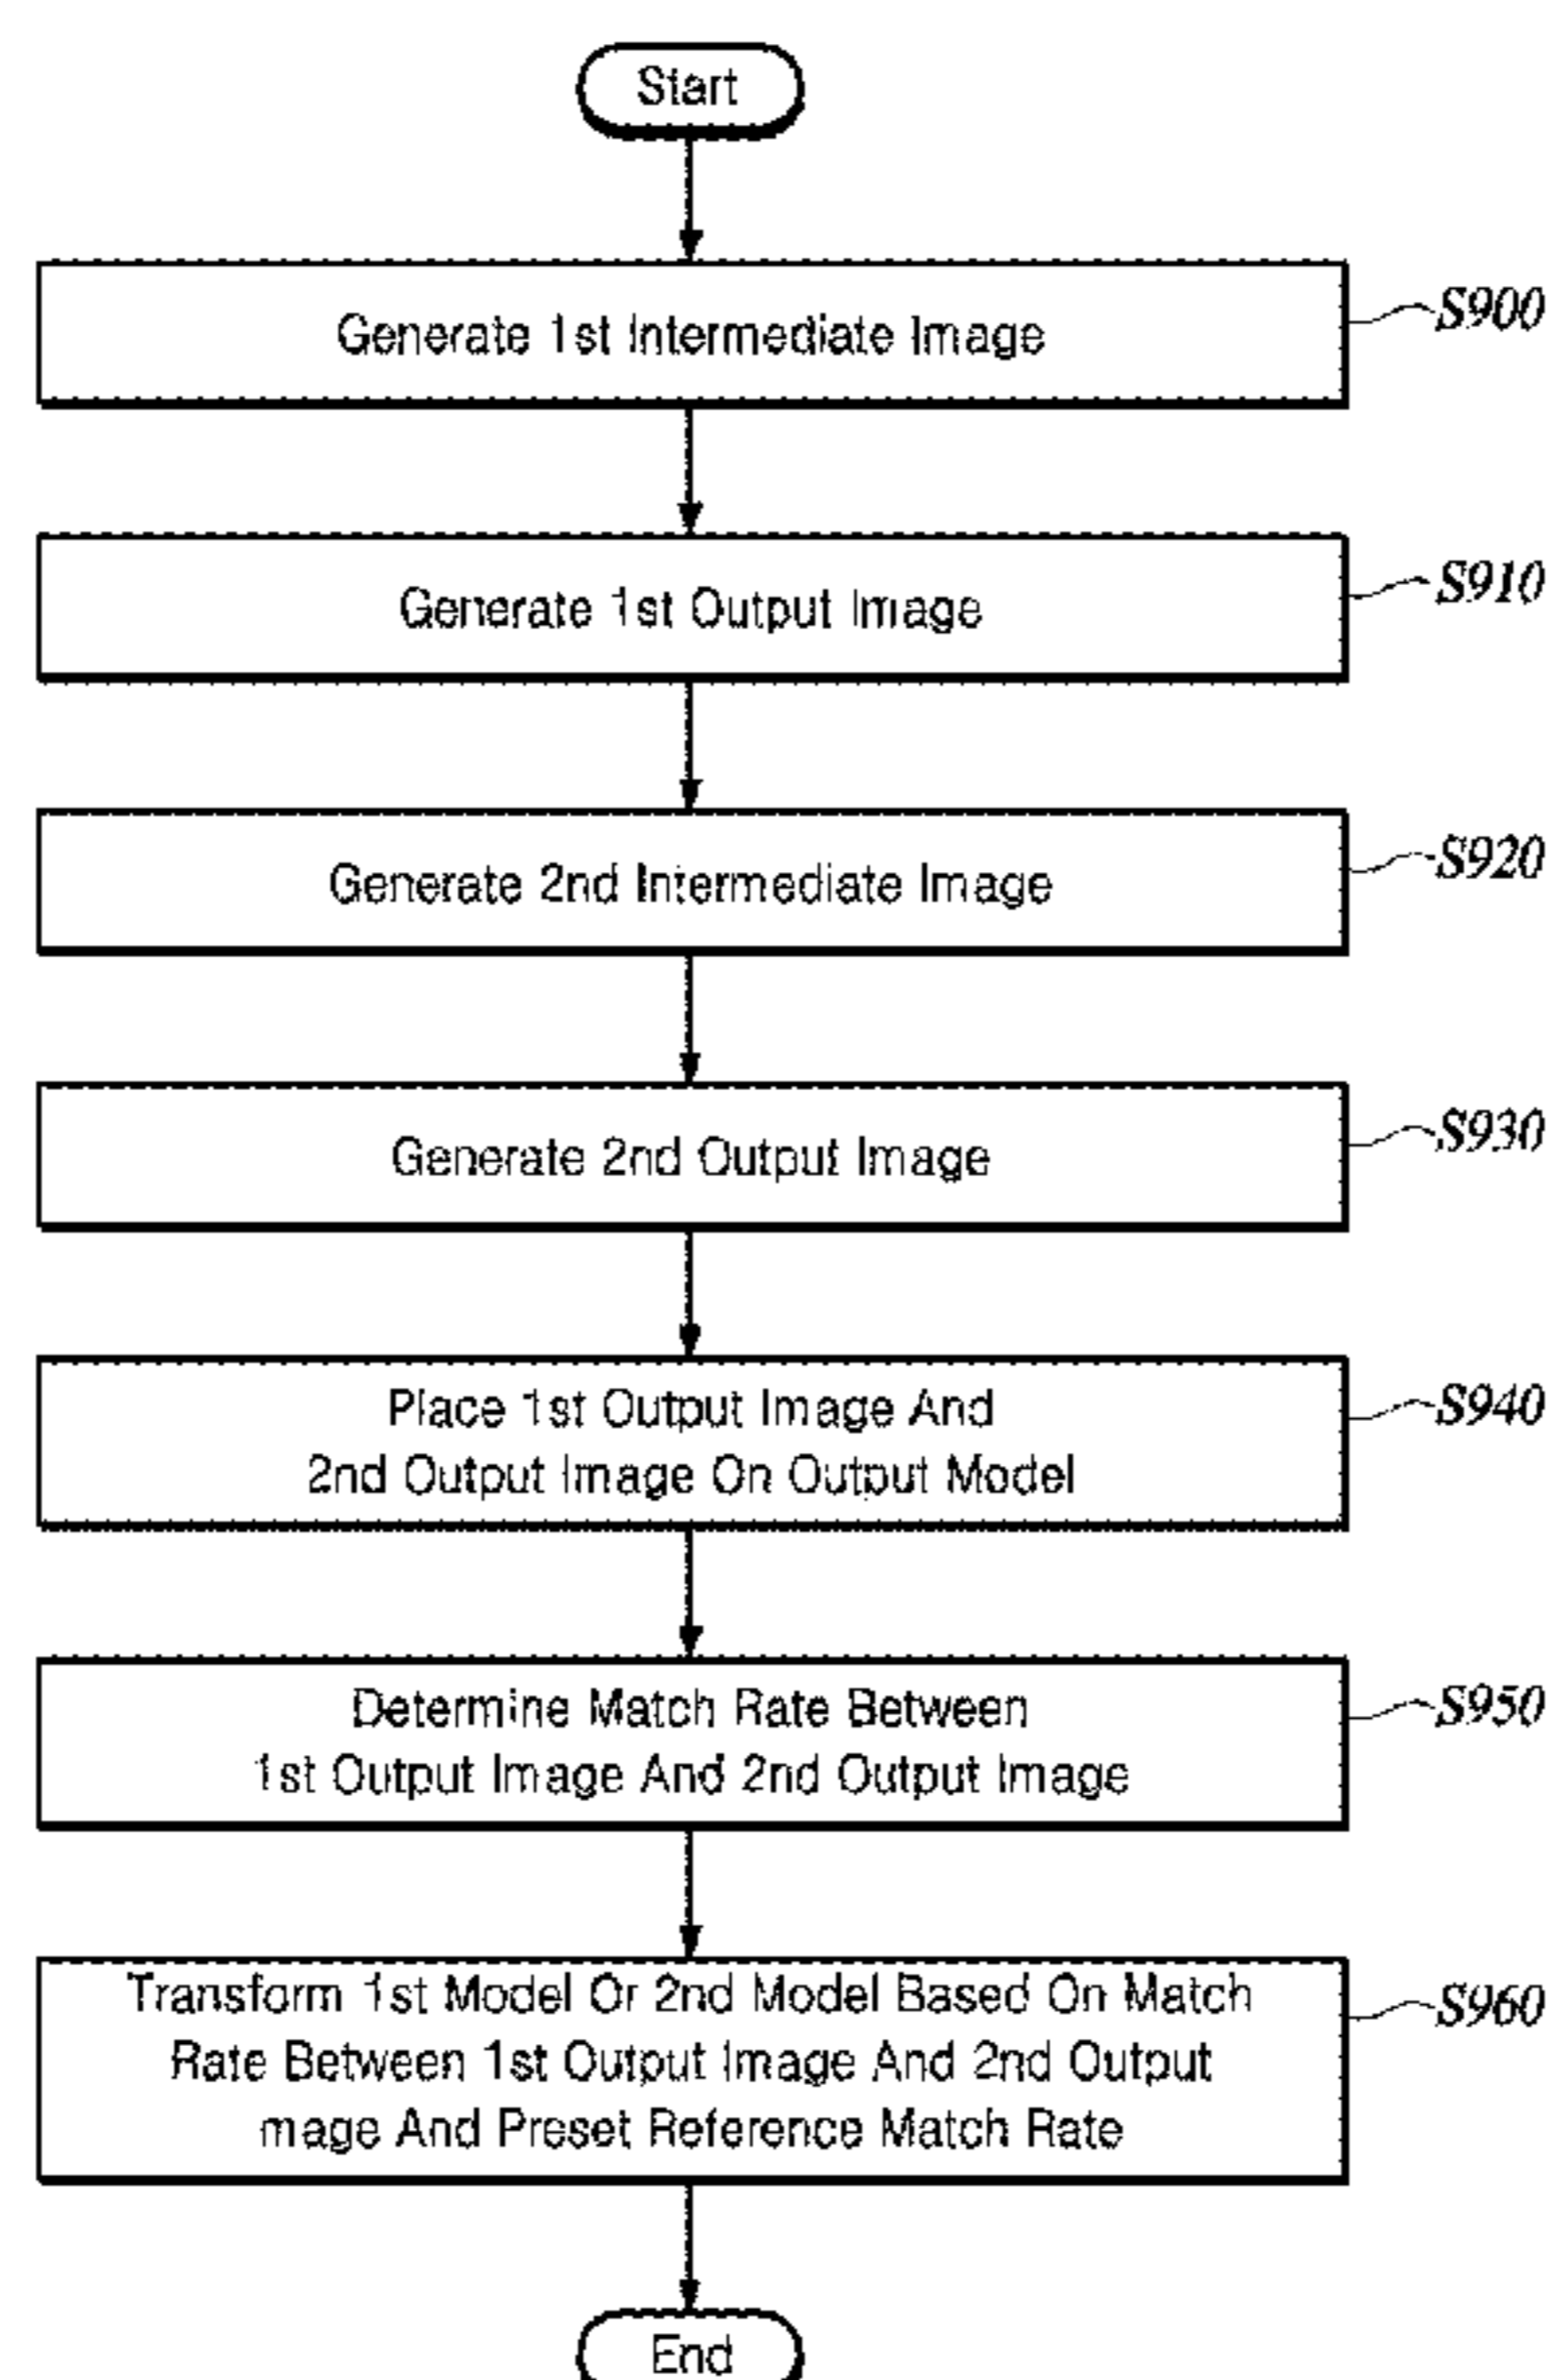 Start
Generate 1st Intermediate Image
S900
Generate 1st Output Image
S910
Generate 2nd Intermediate Image
S920
Generate 2nd Output Image
S930
Place 1st Output Image And
2nd Output Image On Output Model
S940
Determine Match Rate Between
1st Output Image And 2nd Output Image
S950
Transform 1st Model Or 2nd Model Based On Match
Rate Between 1st Output Image And 2nd Output
mage And Preset Reference Match Rate
S960
End